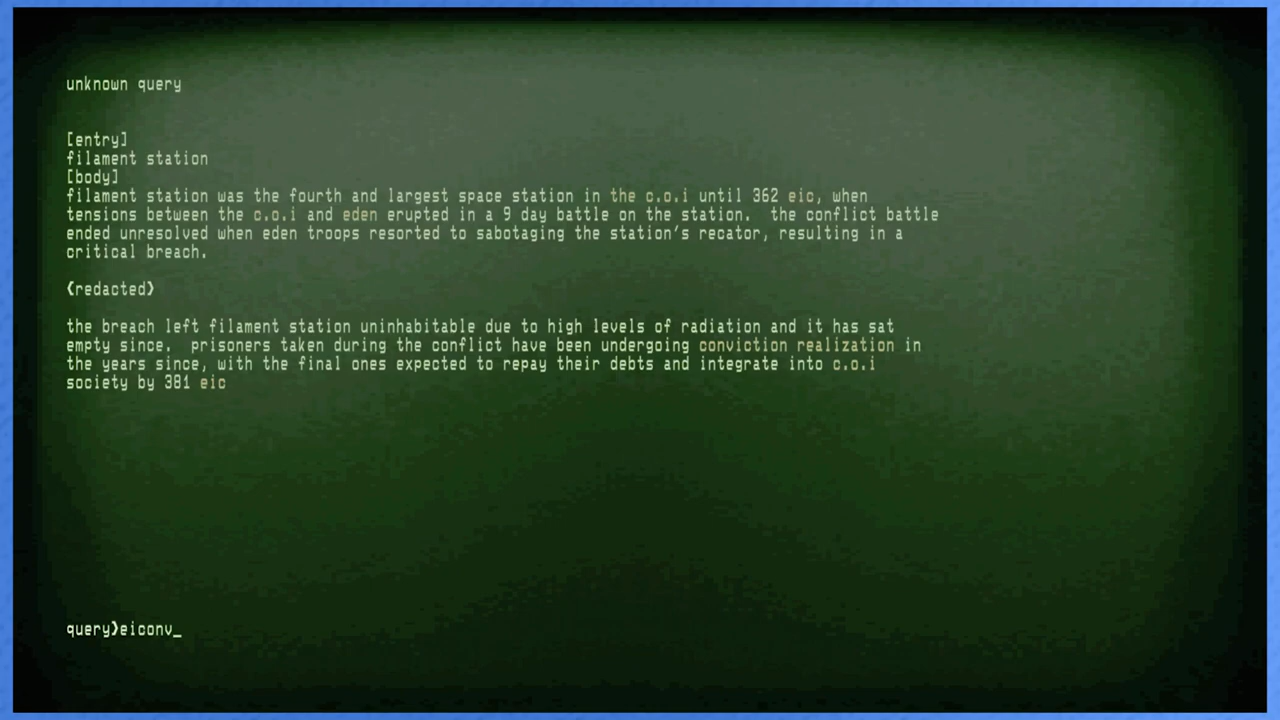 unknown query
[entry]
filament station
[body]
filament station was the fourth and largest space station in the c.o.i until 362 eic, when
tensions between the c.o.i and eden erupted in a 9 day battle on the station.  the conflict battle
ended unresolved when eden troops resorted to sabotaging the station's recator, resulting in a
critical breach.
{redacted}
the breach left filament station uninhabitable due to high levels of radiation and it has sat
empty since.  prisoners taken during the conflict have been undergoing conviction realization in
the years since, with the final ones expected to repay their debts and integrate into c.o.i
society by 381 eic
query}eiconv_